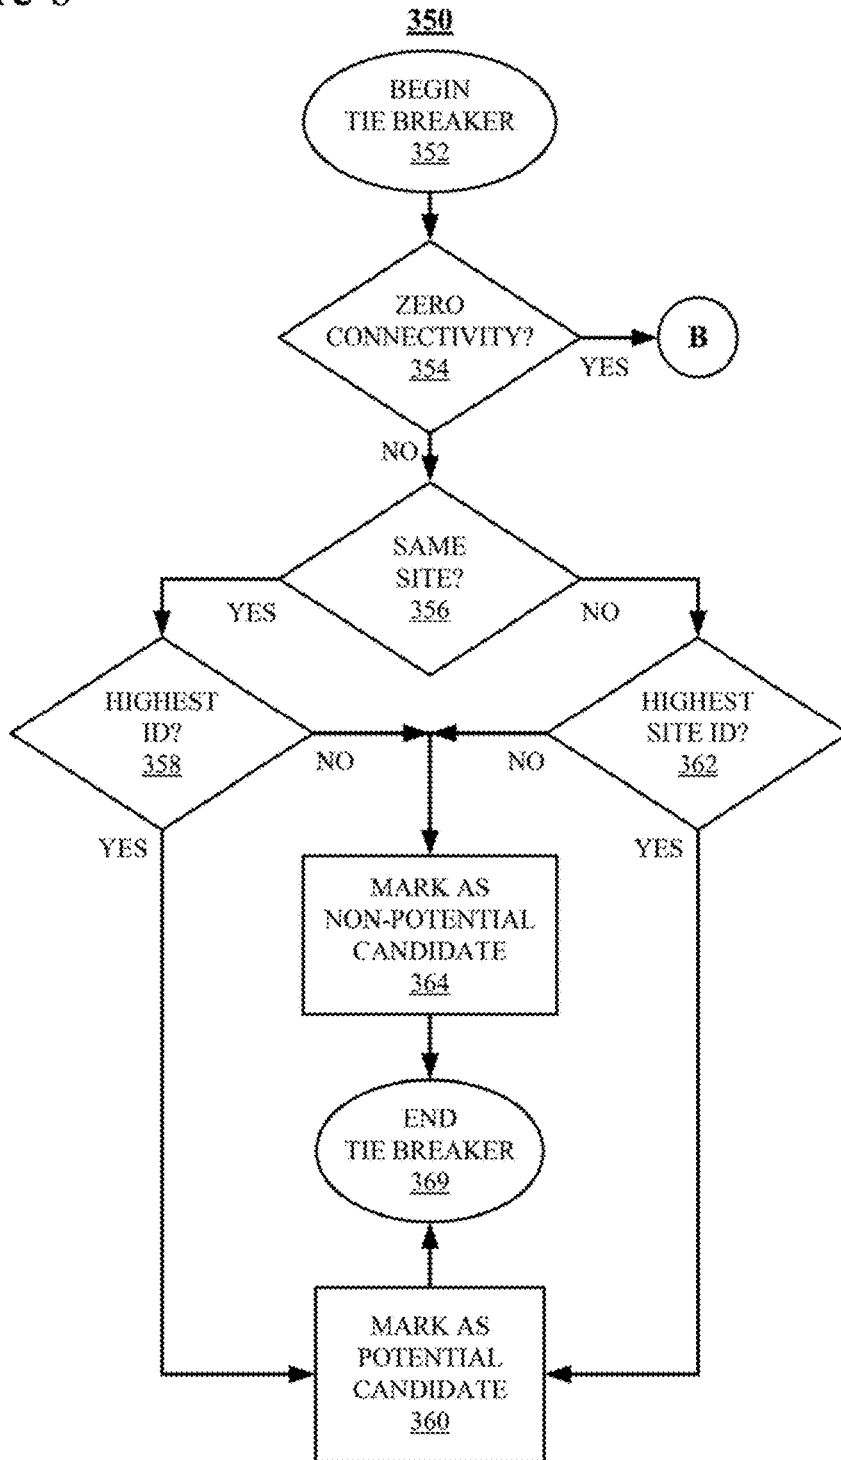 350
BEGIN
TIE BREAKER
352
ZERO
CONNECTIVITY?
354
B
YES
NO
SAME
SITE?
356
YES
NO
HIGHEST
ID?
358
HIGHEST
SITE ID?
362
NO
NO
YES
YES
MARK AS
NON-POTENTIAL
CANDIDATE
364
END
TIE BREAKER
369
MARK AS
POTENTIAL
CANDIDATE
360